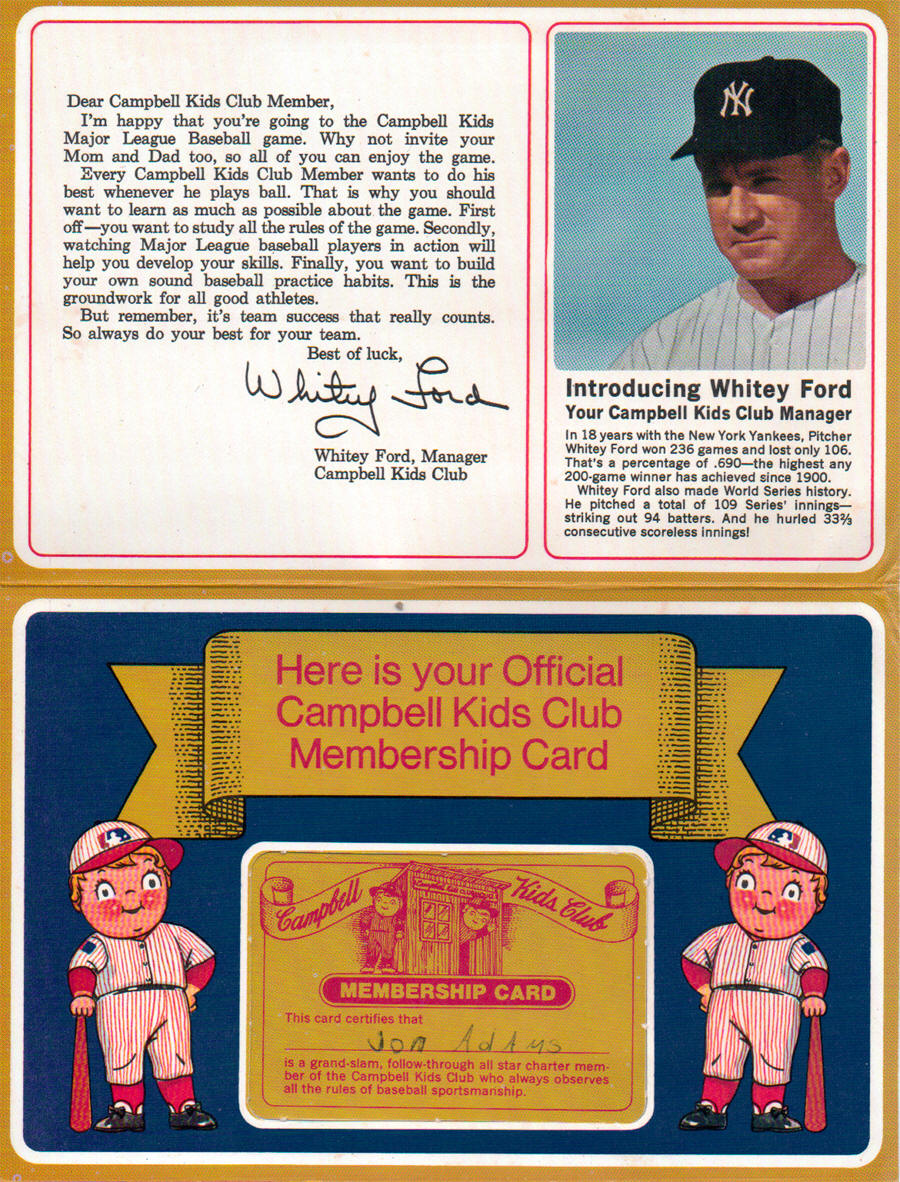 Dear Campbell Kids Club Member,
I'm happy that you're going to the Campbell Kids
Major League Baseball game. Why not invite your
Mom and Dad too, so all of you can enjoy the game.
Every Campbell Kids Club Member wants to do his
best whenever he plays ball. That is why you should
want to learn as much as possible about the game. First
off—you want to study all the rules of the game. Secondly,
watching Major League baseball players in action will
help you develop your skills. Finally, you want to build
your own sound baseball practice habits. This is the
groundwork for all good athletes.
But remember, it's team success that really counts.
So always do your best for your team.
Best of luck,
Whitey Ford
Whitey Ford, Manager
Campbell Kids Club
NY
Introducing Whitey Ford
Your Campbell Kids Club Manager
In 18 years with the New York Yankees, Pitcher
Whitey Ford won 236 games and lost only 106.
That's a percentage of .690—the highest any
200-game winner has achieved since 1900.
Whitey Ford also made World Series history.
He pitched a total of 109 Series' innings—
striking out 94 batters. And he hurled 33⅔
consecutive scoreless innings!
Here is your Official
Campbell Kids Club
Membership Card
Campbell Kids Club
MEMBERSHIP CARD
This card certifies that
Jon Adams
is a grand-slam, follow-through all star charter mem-
ber of the Campbell Kids Club who always observes
all the rules of baseball sportsmanship.